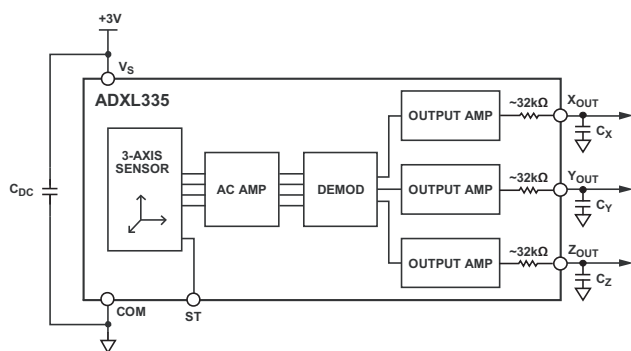 +3V
VS
ADXL335
3-AXIS
SENSOR
AC AMP
DEMOD
OUTPUT AMP
~32kΩ
XOUT
CX
OUTPUT AMP
~32kΩ
YOUT
CY
OUTPUT AMP
~32kΩ
ZOUT
CZ
CDC
COM
ST